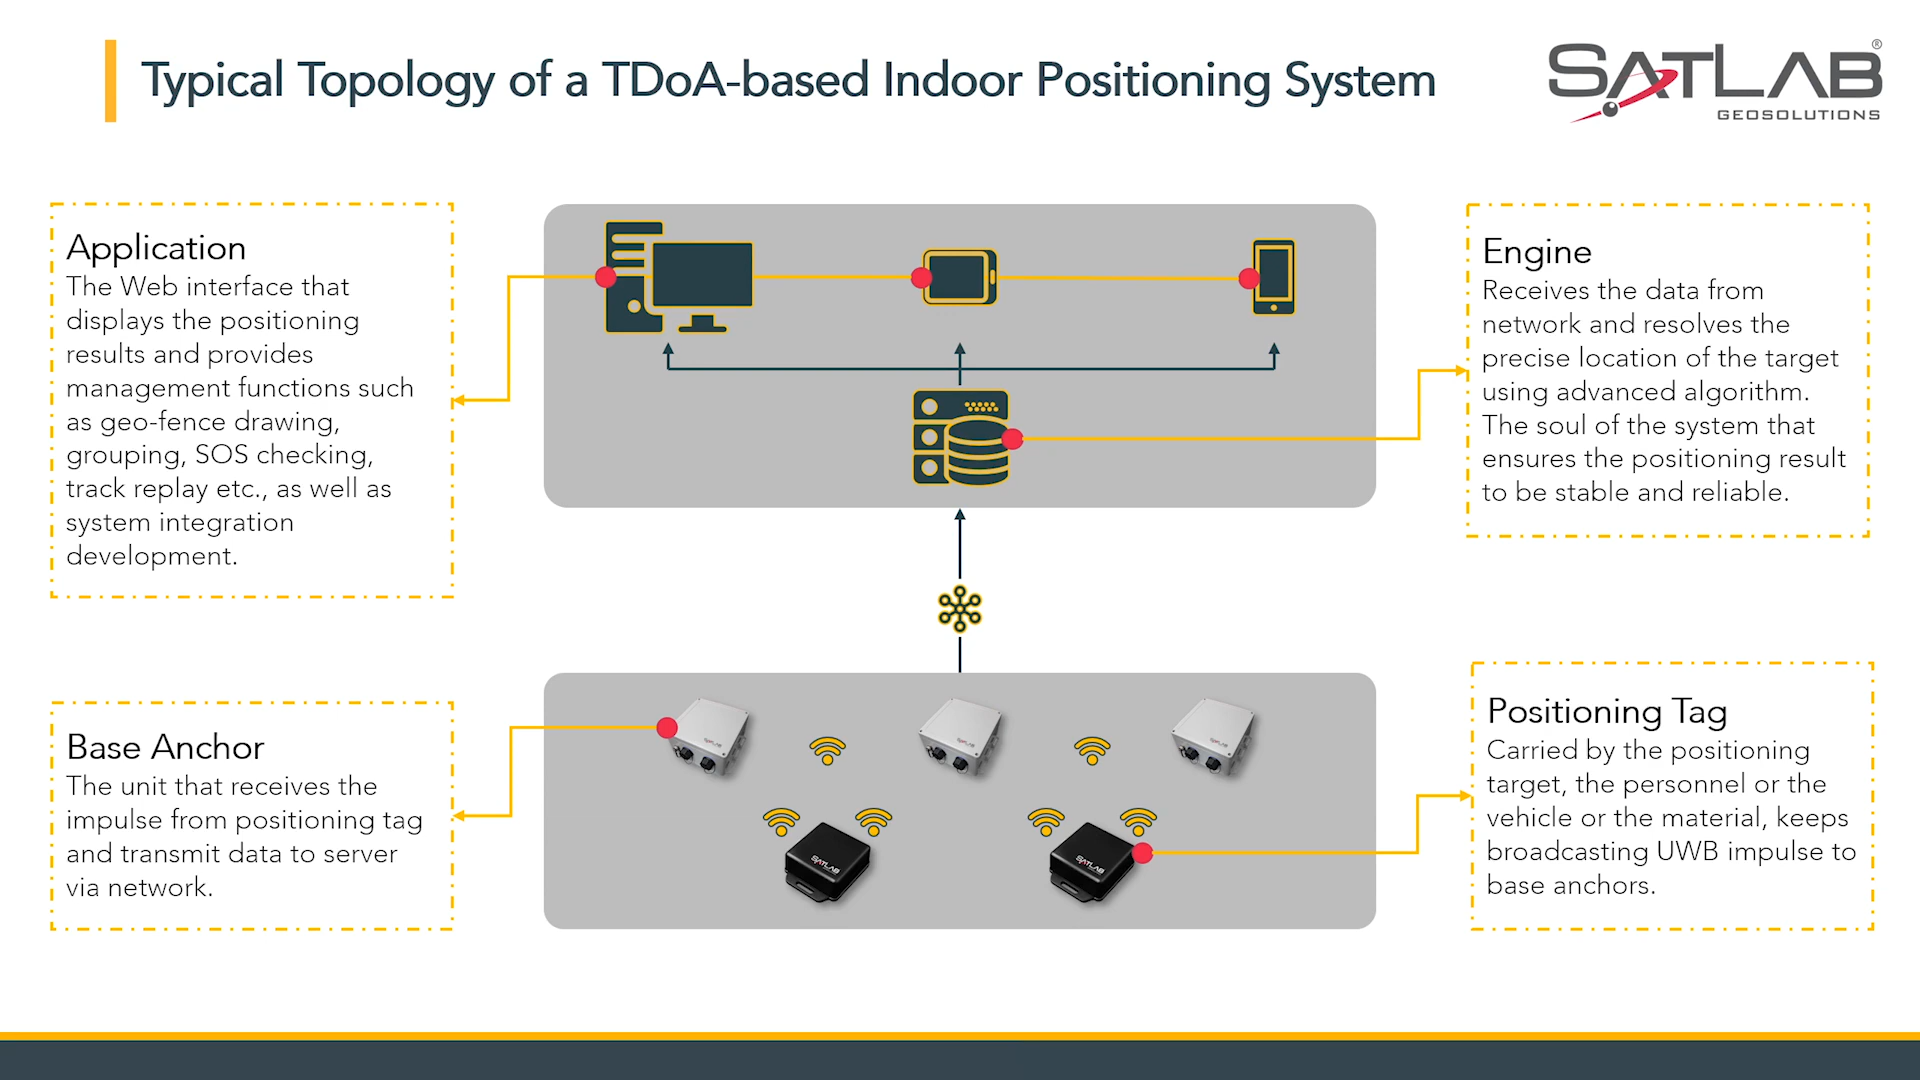 Typical Topology of a TDoA-based Indoor Positioning System
SATLAB®
GEOSOLUTIONS
Application
The Web interface that
displays the positioning
results and provides
management functions such
as geo-fence drawing,
grouping, SOS checking,
track replay etc., as well as
system integration
development.
Engine
Receives the data from
network and resolves the
precise location of the target
using advanced algorithm.
The soul of the system that
ensures the positioning result
to be stable and reliable.
Base Anchor
The unit that receives the
impulse from positioning tag
and transmit data to server
via network.
SATLAB
SATLAB
SATLAB
SATLAB
SATLAB
Positioning Tag
Carried by the positioning
target, the personnel or the
vehicle or the material, keeps
broadcasting UWB impulse to
base anchors.